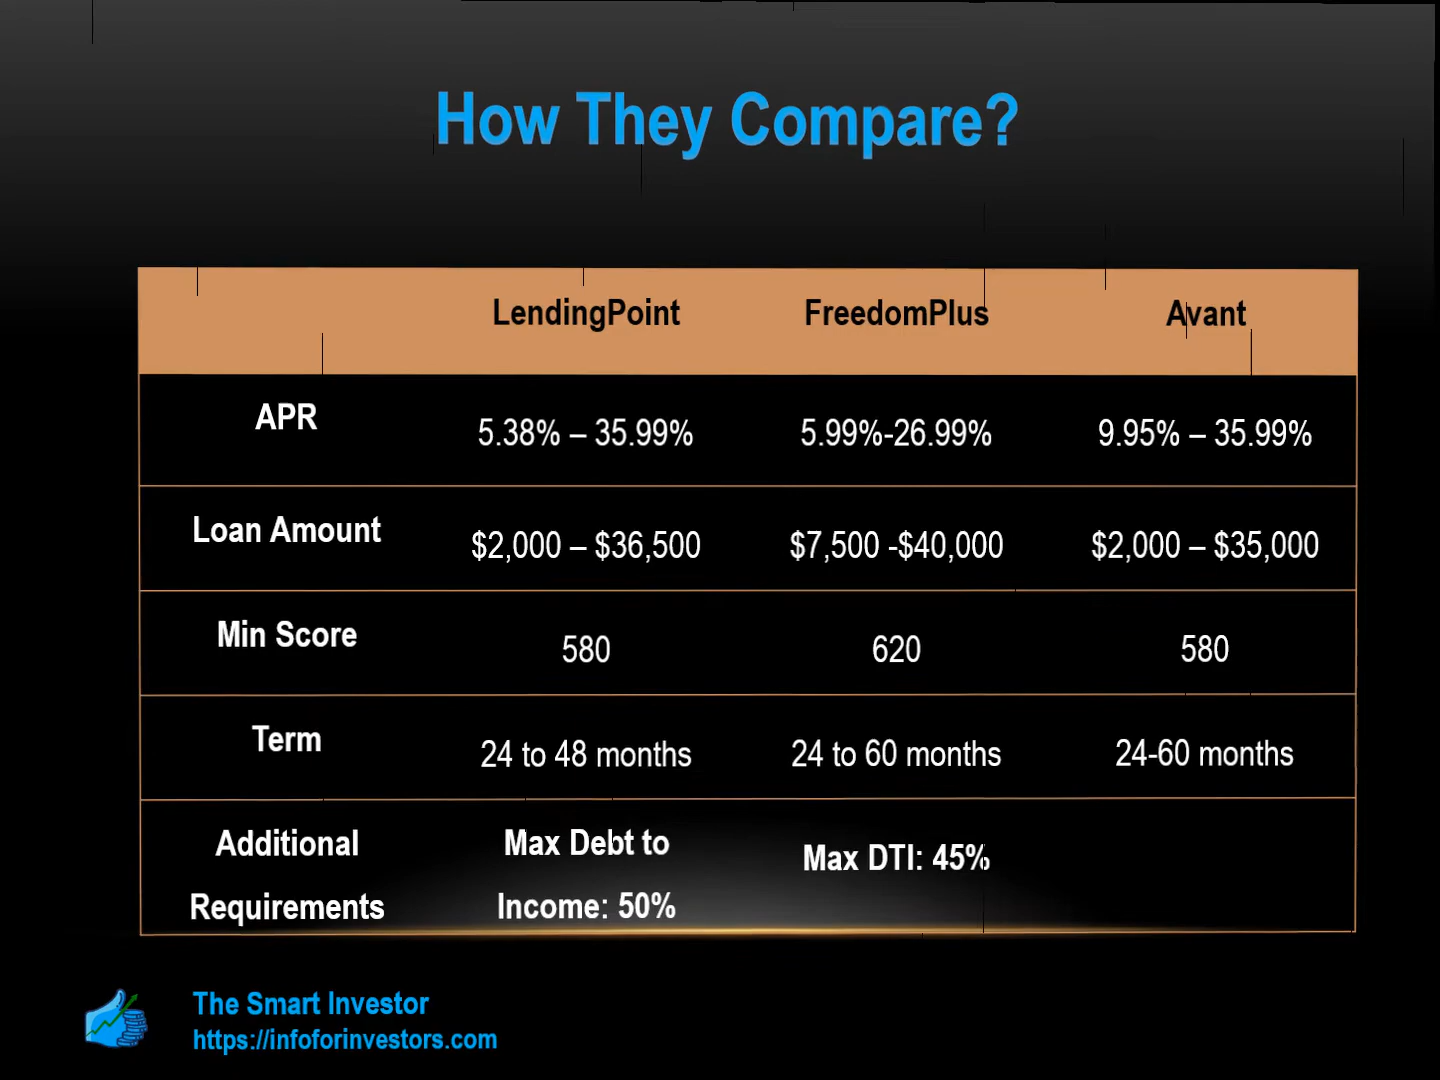 How They Compare?
LendingPoint FreedomPlus Avant
APR 5.38% – 35.99% 5.99%-26.99% 9.95% – 35.99%
Loan Amount $2,000 – $36,500 $7,500 -$40,000 $2,000 – $35,000
Min Score 580 620 580
Term 24 to 48 months 24 to 60 months 24-60 months
Additional Max Debt to Max DTI: 45%
Requirements Income: 50%
The Smart Investor
https://infoforinvestors.com